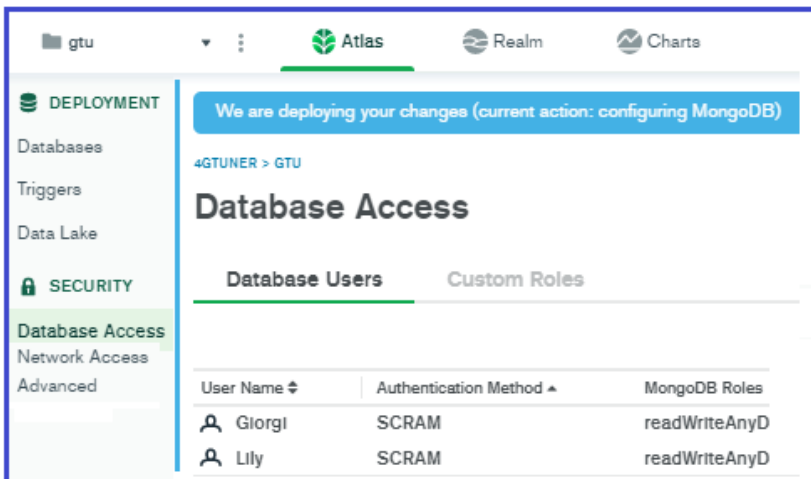 gtu
Atlas
Realm
Charts
DEPLOYMENT
Databases
Triggers
Data Lake
SECURITY
Database Access
Network Access
Advanced
We are deploying your changes (current action: configuring MongoDB)
4GTUNER > GTU
Database Access
Database Users Custom Roles
User Name Authentication Method MongoDB Roles
Giorgi SCRAM readWriteAnyD
Lily SCRAM readWriteAnyD